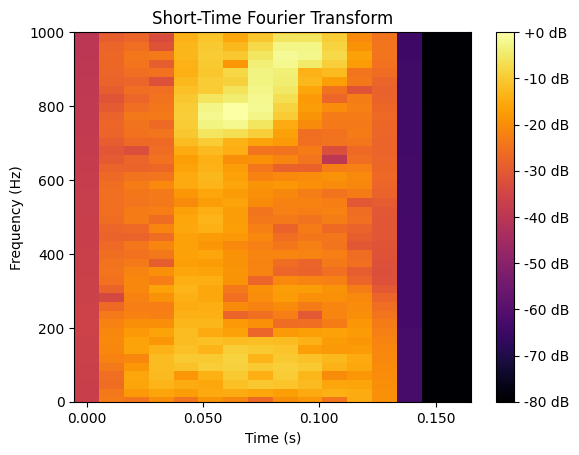 Short-Time Fourier Transform
Frequency (Hz)
1000
800
600
400
200
0
0.000
0.050
0.100
0.150
Time (s)
+0 dB
-10 dB
-20 dB
-30 dB
-40 dB
-50 dB
-60 dB
-70 dB
-80 dB